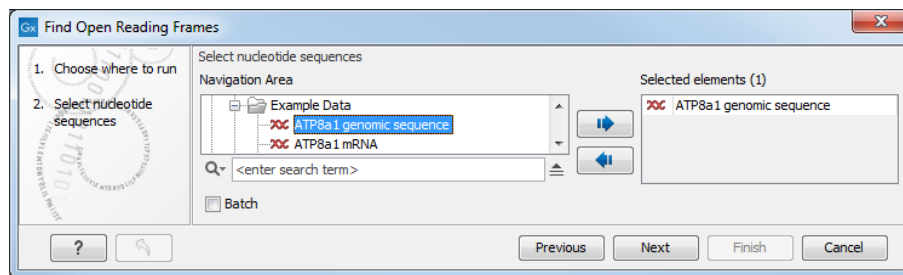 Gx Find Open Reading Frames
1. Choose where to run
2. Select nucleotide
sequences
Select nucleotide sequences
Navigation Area
Example Data
ATP8a1 genomic sequence
ATP8a1 mRNA
<enter search term>
Batch
Selected elements (1)
ATP8a1 genomic sequence
?
Previous
Next
Finish
Cancel